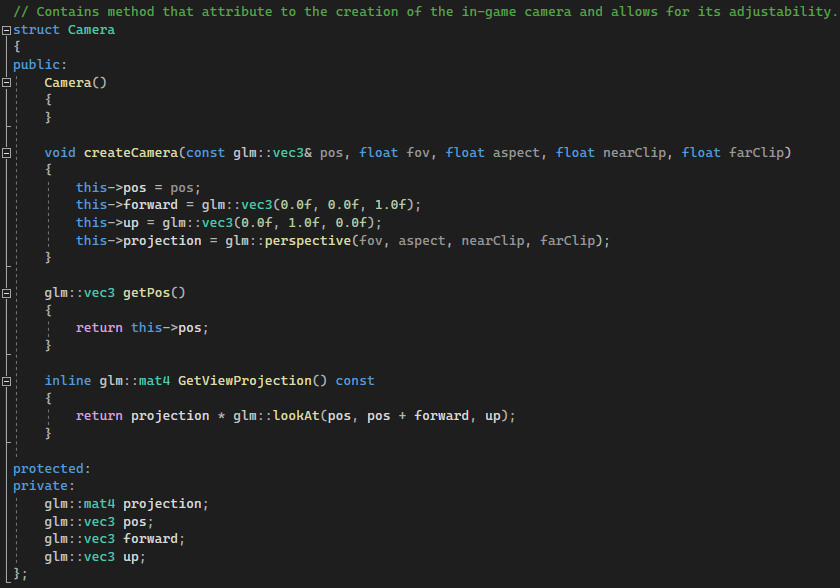 // Contains method that attribute to the creation of the in-game camera and allows for its adjustability.
struct Camera
{
public:
    Camera()
    {
    }

    void createCamera(const glm::vec3& pos, float fov, float aspect, float nearClip, float farClip)
    {
        this->pos = pos;
        this->forward = glm::vec3(0.0f, 0.0f, 1.0f);
        this->up = glm::vec3(0.0f, 1.0f, 0.0f);
        this->projection = glm::perspective(fov, aspect, nearClip, farClip);
    }

    glm::vec3 getPos()
    {
        return this->pos;
    }

    inline glm::mat4 GetViewProjection() const
    {
        return projection * glm::lookAt(pos, pos + forward, up);
    }

protected:
private:
    glm::mat4 projection;
    glm::vec3 pos;
    glm::vec3 forward;
    glm::vec3 up;
};